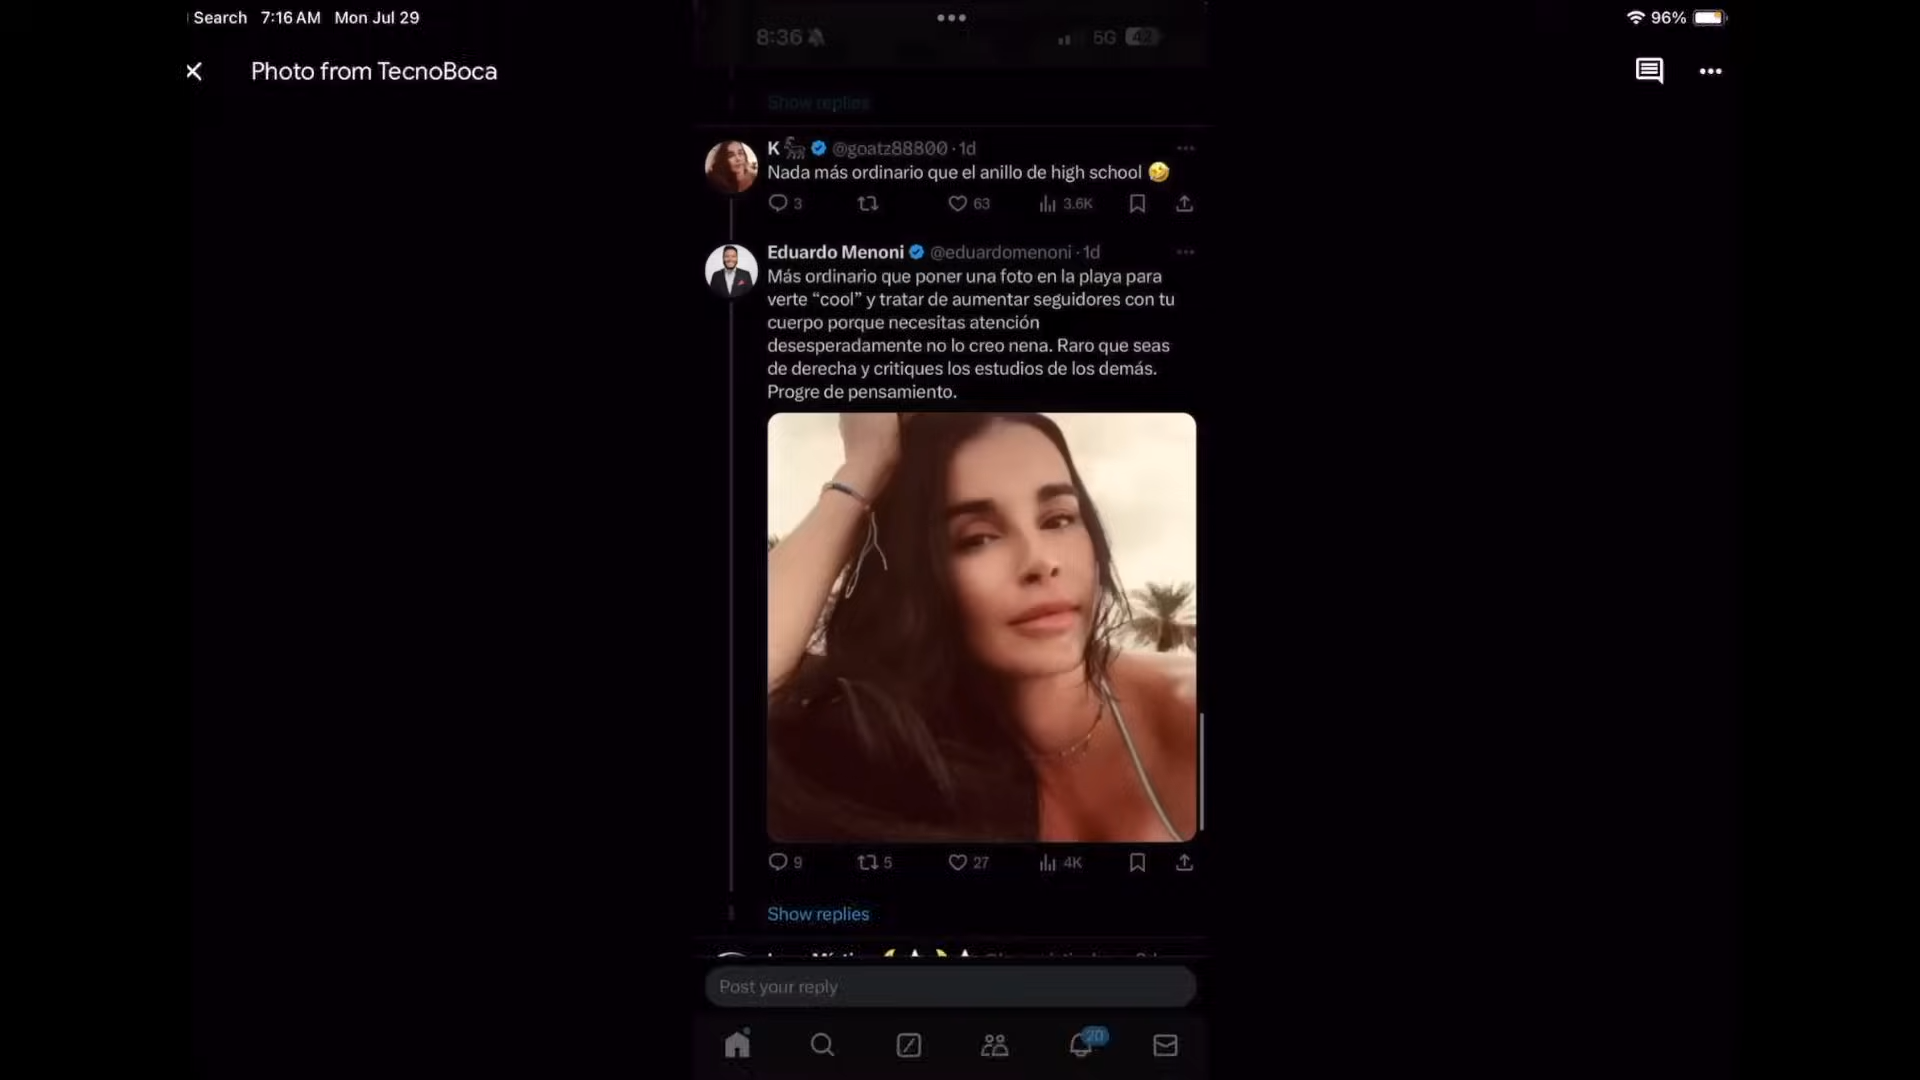 Search 7:16 AM Mon Jul 29
96%
Photo from TecnoBoca
8:36
5G 42
Show replies
K @goatz88800 · 1d
Nada más ordinario que el anillo de high school 🤣
3 63 3.6K
Eduardo Menoni @eduardomenoni · 1d
Más ordinario que poner una foto en la playa para
verte “cool” y tratar de aumentar seguidores con tu
cuerpo porque necesitas atención
desesperadamente no lo creo nena. Raro que seas
de derecha y critiques los estudios de los demás.
Progre de pensamiento.
9 5 27 4K
Show replies
Post your reply
20